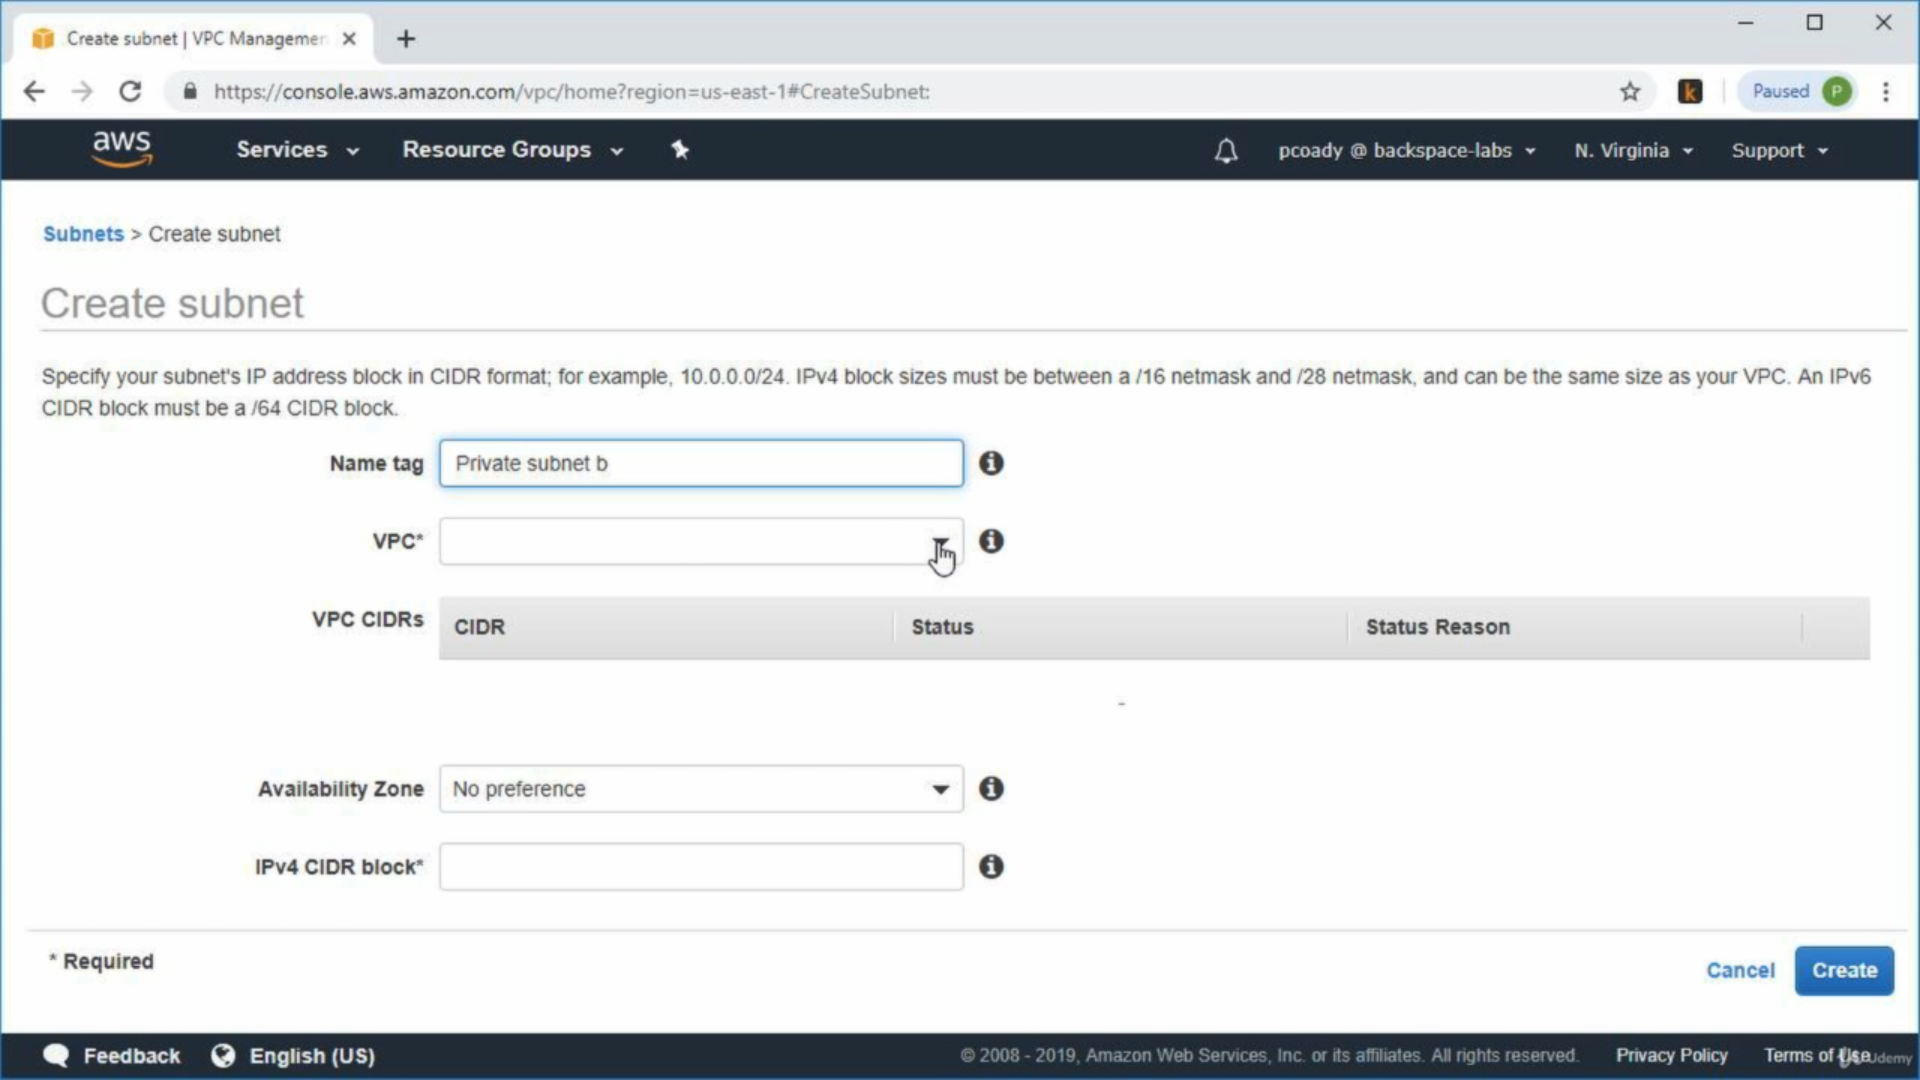 Create subnet | VPC Managemen
https://console.aws.amazon.com/vpc/home?region=us-east-1#CreateSubnet:
k
Paused P
aws
Services
Resource Groups
pcoady @ backspace-labs
N. Virginia
Support
Subnets > Create subnet
Create subnet
Specify your subnet's IP address block in CIDR format; for example, 10.0.0.0/24. IPv4 block sizes must be between a /16 netmask and /28 netmask, and can be the same size as your VPC. An IPv6
CIDR block must be a /64 CIDR block.
Name tag Private subnet b
VPC*
VPC CIDRs CIDR Status Status Reason
-
Availability Zone No preference
IPv4 CIDR block*
* Required
Cancel Create
Feedback English (US) © 2008 - 2019, Amazon Web Services, Inc. or its affiliates. All rights reserved. Privacy Policy Terms of Use
Udemy